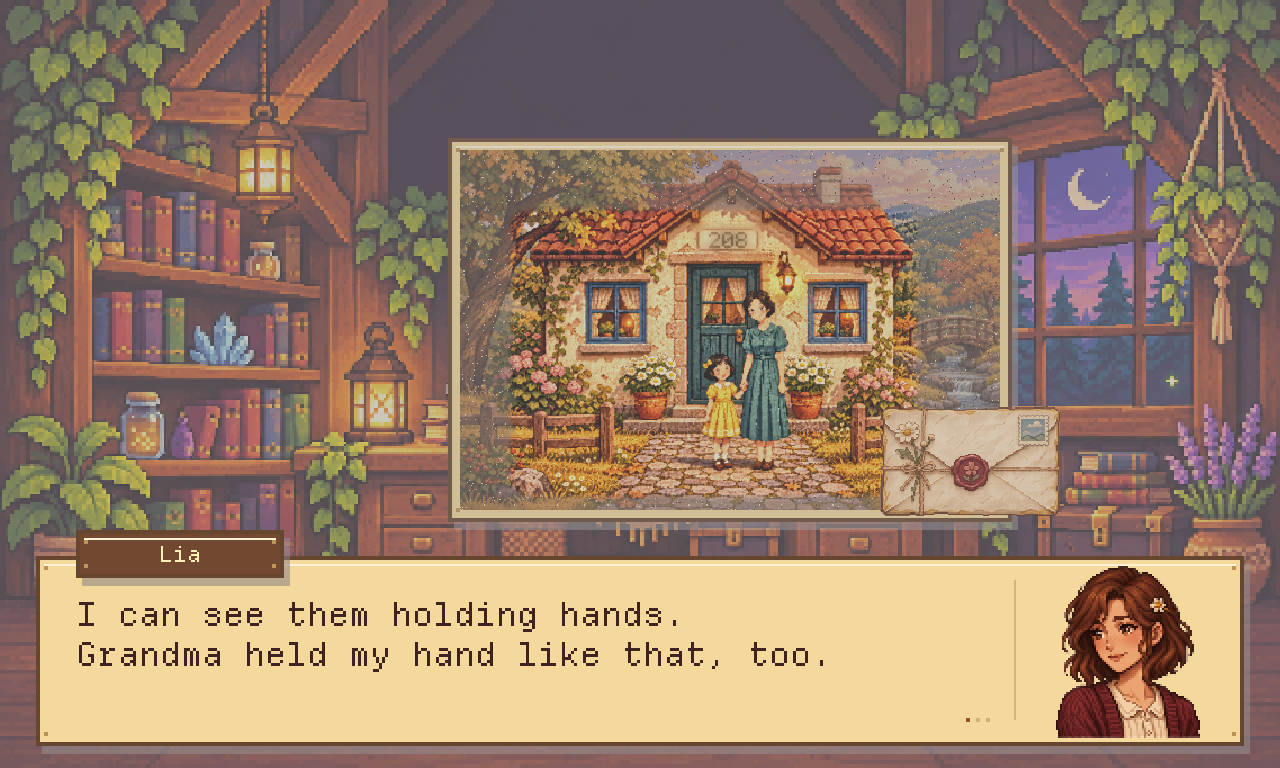 208
Lia
I can see them holding hands.
Grandma held my hand like that, too.